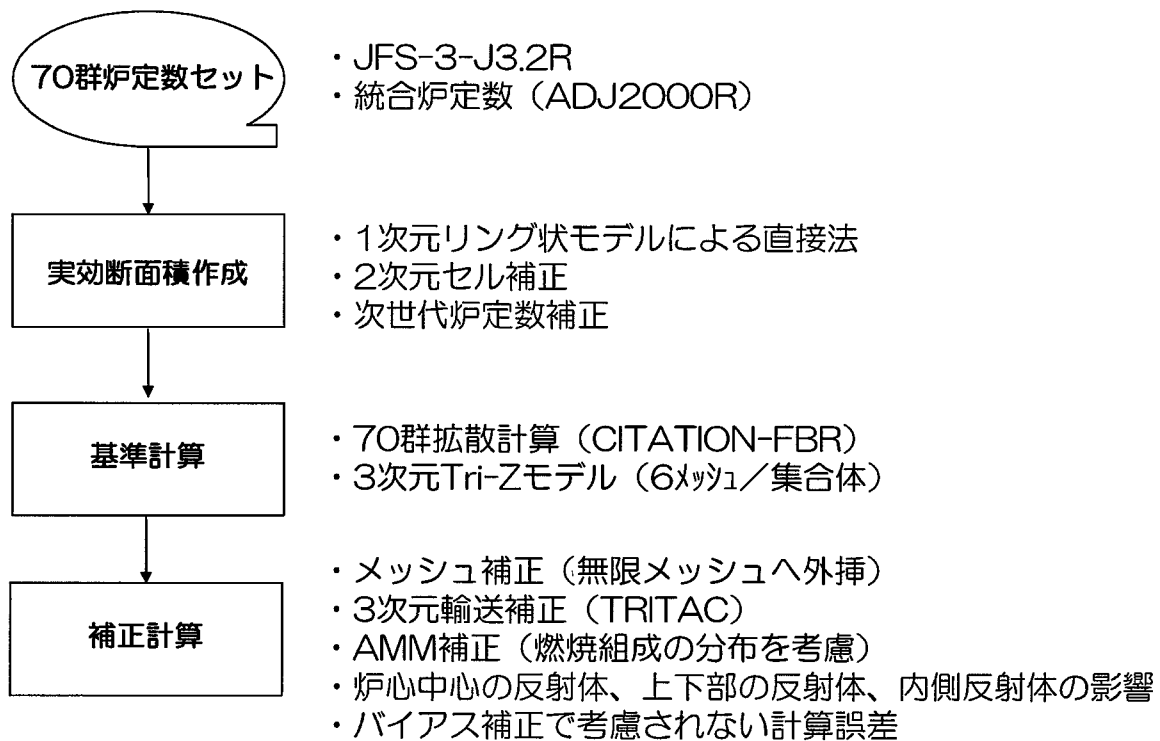 70群炉定数セット
・JFS-3-J3.2R
・統合炉定数（ADJ2000R）
実効断面積作成
・1次元リング状モデルによる直接法
・2次元セル補正
・次世代炉定数補正
基準計算
・70群拡散計算（CITATION-FBR）
・3次元Tri-Zモデル（6ﾒｯｼｭ／集合体）
補正計算
・メッシュ補正（無限メッシュへ外挿）
・3次元輸送補正（TRITAC）
・AMM補正（燃焼組成の分布を考慮）
・炉心中心の反射体、上下部の反射体、内側反射体の影響
・バイアス補正で考慮されない計算誤差